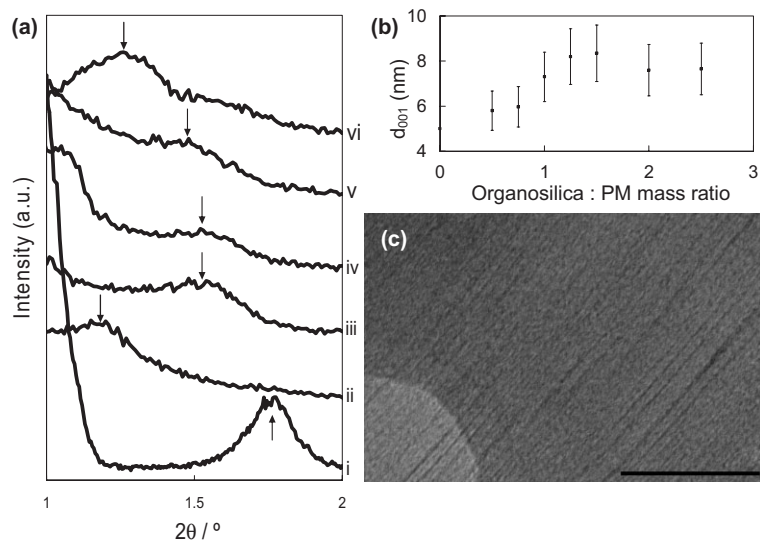 (a)
Intensity (a.u.)
vi
v
iv
iii
ii
i
1
1.5
2
2θ / º
(b)
d001 (nm)
10
8
6
4
0
1
2
3
Organosilica : PM mass ratio
(c)